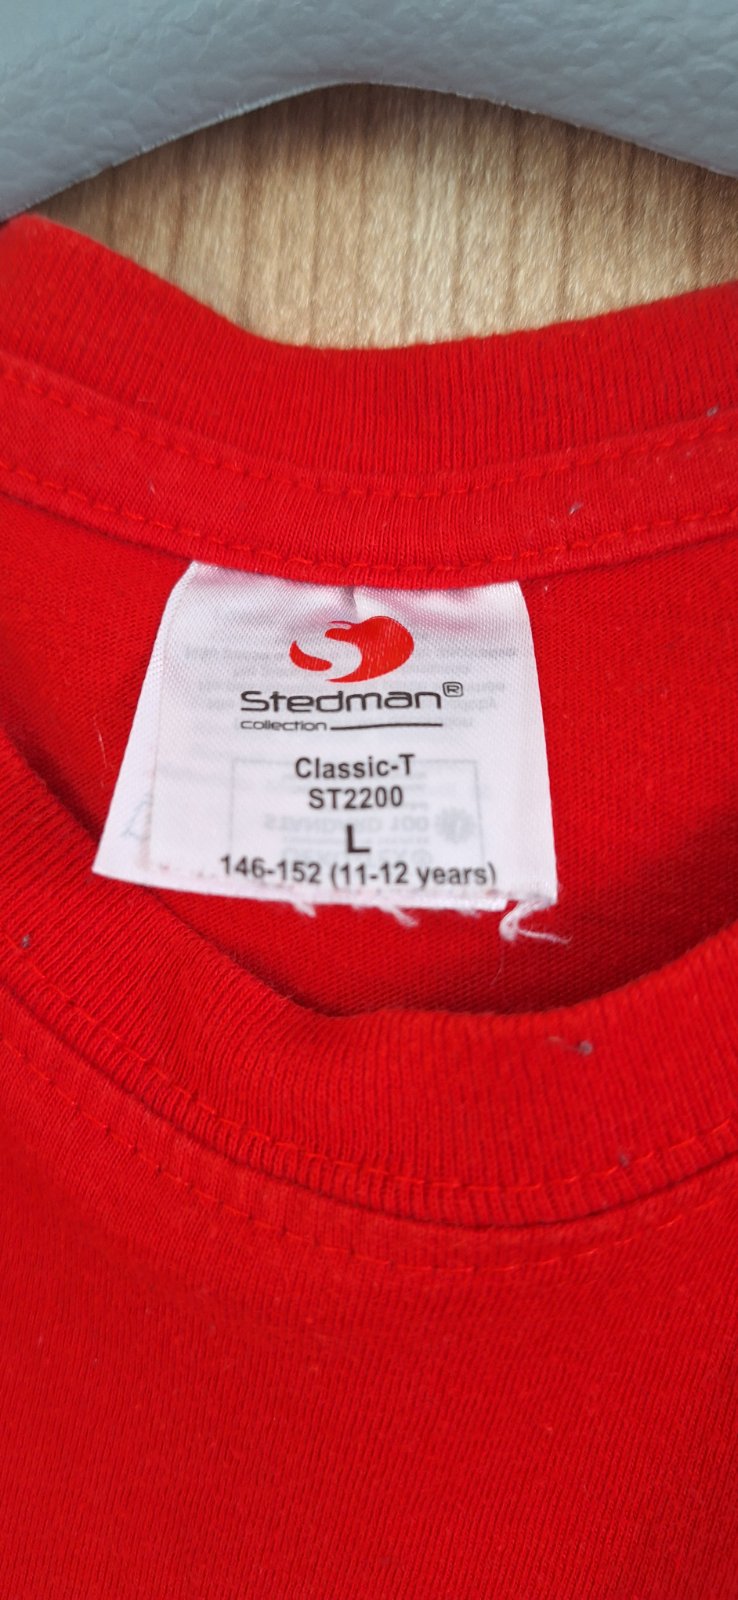 S
Stedman®
collection
Classic-T
ST2200
L
146-152 (11-12 years)